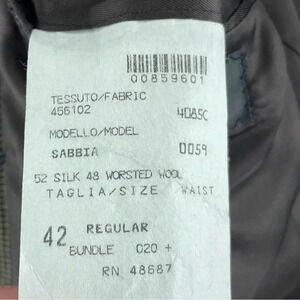 00859601
TESSUTO/FABRIC
456102 4085C
MODELLO/MODEL
SABBIA 0059
52 SILK 48 WORSTED WOOL
TAGLIA/SIZE WAIST
42 REGULAR
BUNDLE 020 +
RN 48687